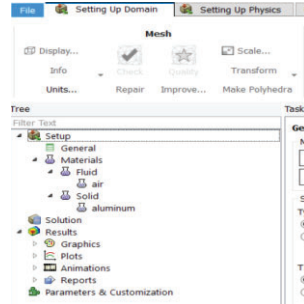 File Setting Up Domain Setting Up Physics
Mesh
Display... Scale...
Info Check Quality Transform
Units... Repair Improve... Make Polyhedra
Tree Task
Filter Text
Setup
General
Materials
Fluid
air
Solid
aluminum
Solution
Results
Graphics
Plots
Animations
Reports
Parameters & Customization